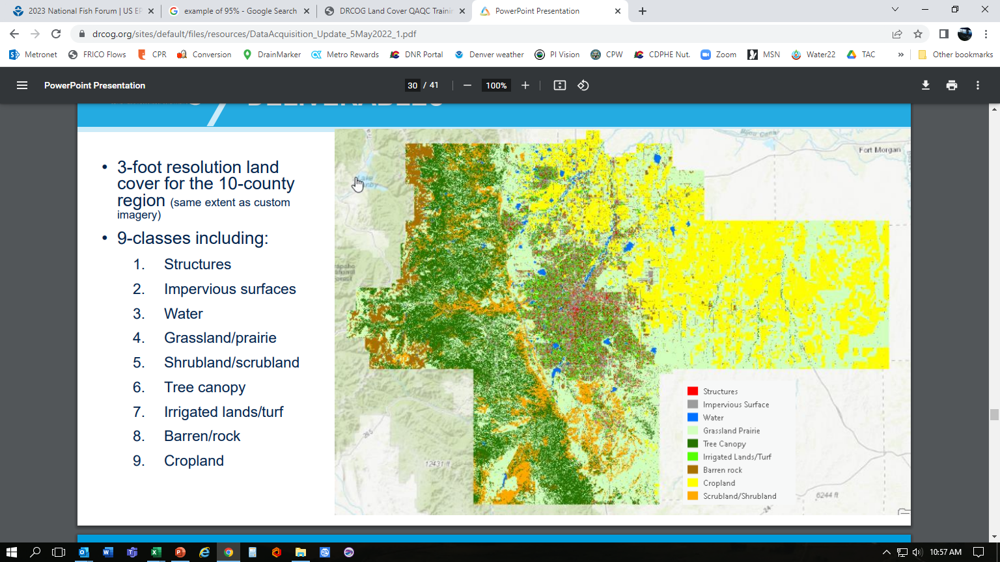 2023 National Fish Forum | US EP
example of 95% - Google Search
DRCOG Land Cover QAQC Trainin
PowerPoint Presentation
drcog.org/sites/default/files/resources/DataAcquisition_Update_5May2022_1.pdf
Metronet
FRICO Flows
CPR
Conversion
DrainMarker
Metro Rewards
DNR Portal
Denver weather
PI Vision
CPW
CDPHE Nut.
Zoom
MSN
Water22
TAC
»
Other bookmarks
PowerPoint Presentation
30 / 41
100%
DELIVERABLES
• 3-foot resolution land
cover for the 10-county
region (same extent as custom
imagery)
• 9-classes including:
1. Structures
2. Impervious surfaces
3. Water
4. Grassland/prairie
5. Shrubland/scrubland
6. Tree canopy
7. Irrigated lands/turf
8. Barren/rock
9. Cropland
Fort Morgan
Lake
National
Forest
12431 ft
6244 ft
Structures
Impervious Surface
Water
Grassland Prairie
Tree Canopy
Irrigated Lands/Turf
Barren rock
Cropland
Scrubland/Shrubland
10:57 AM